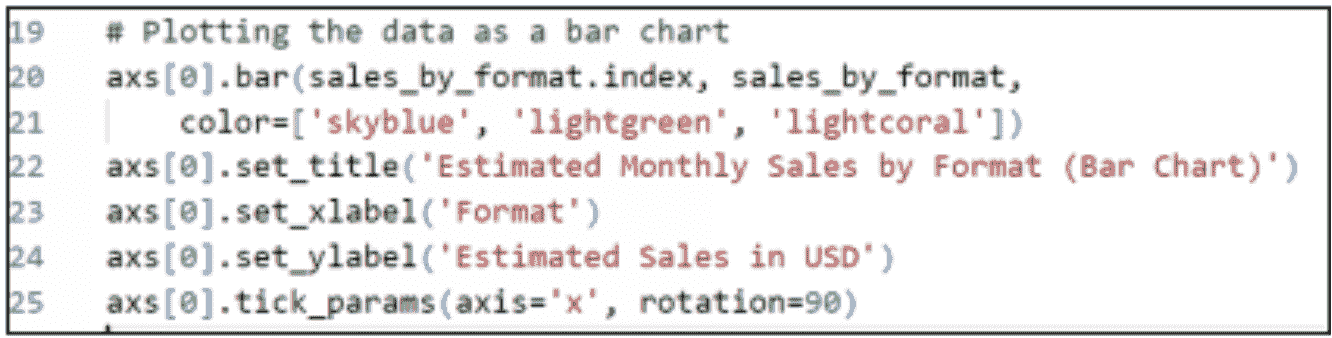 19 # Plotting the data as a bar chart
20 axs[0].bar(sales_by_format.index, sales_by_format,
21 color=['skyblue', 'lightgreen', 'lightcoral'])
22 axs[0].set_title('Estimated Monthly Sales by Format (Bar Chart)')
23 axs[0].set_xlabel('Format')
24 axs[0].set_ylabel('Estimated Sales in USD')
25 axs[0].tick_params(axis='x', rotation=90)